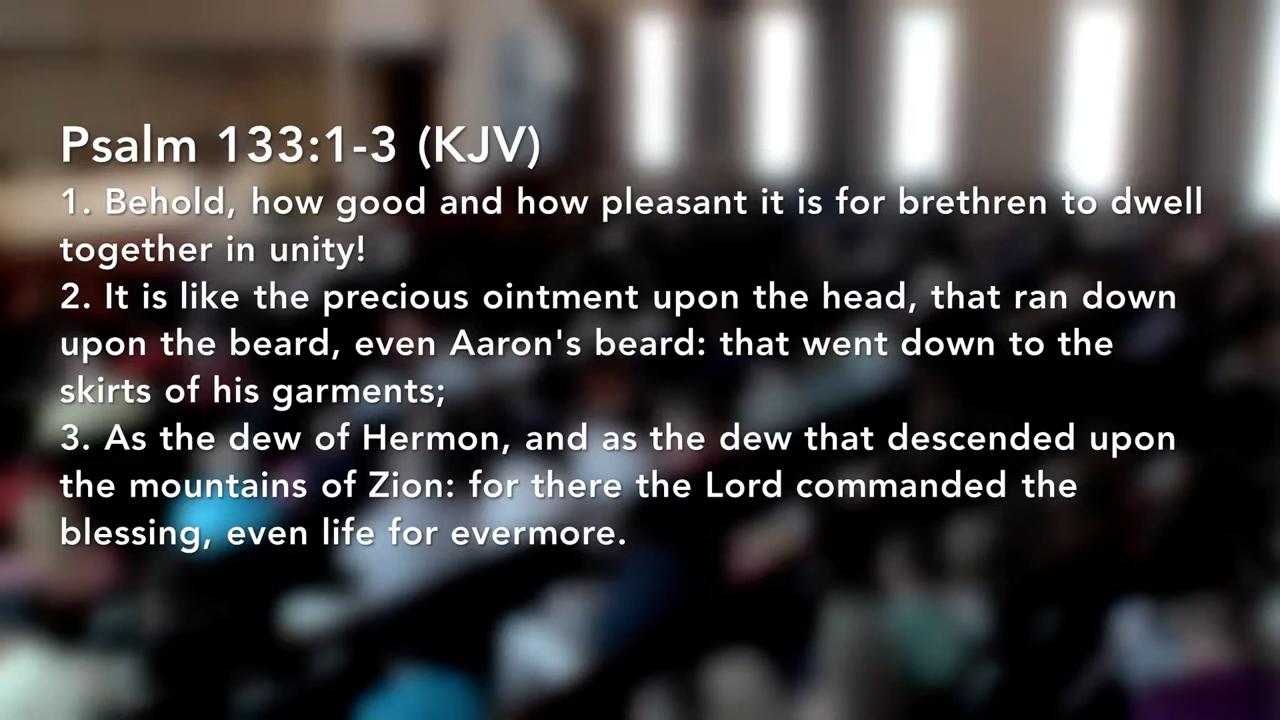 Psalm 133:1-3 (KJV)
1. Behold, how good and how pleasant it is for brethren to dwell
together in unity!
2. It is like the precious ointment upon the head, that ran down
upon the beard, even Aaron's beard: that went down to the
skirts of his garments;
3. As the dew of Hermon, and as the dew that descended upon
the mountains of Zion: for there the Lord commanded the
blessing, even life for evermore.